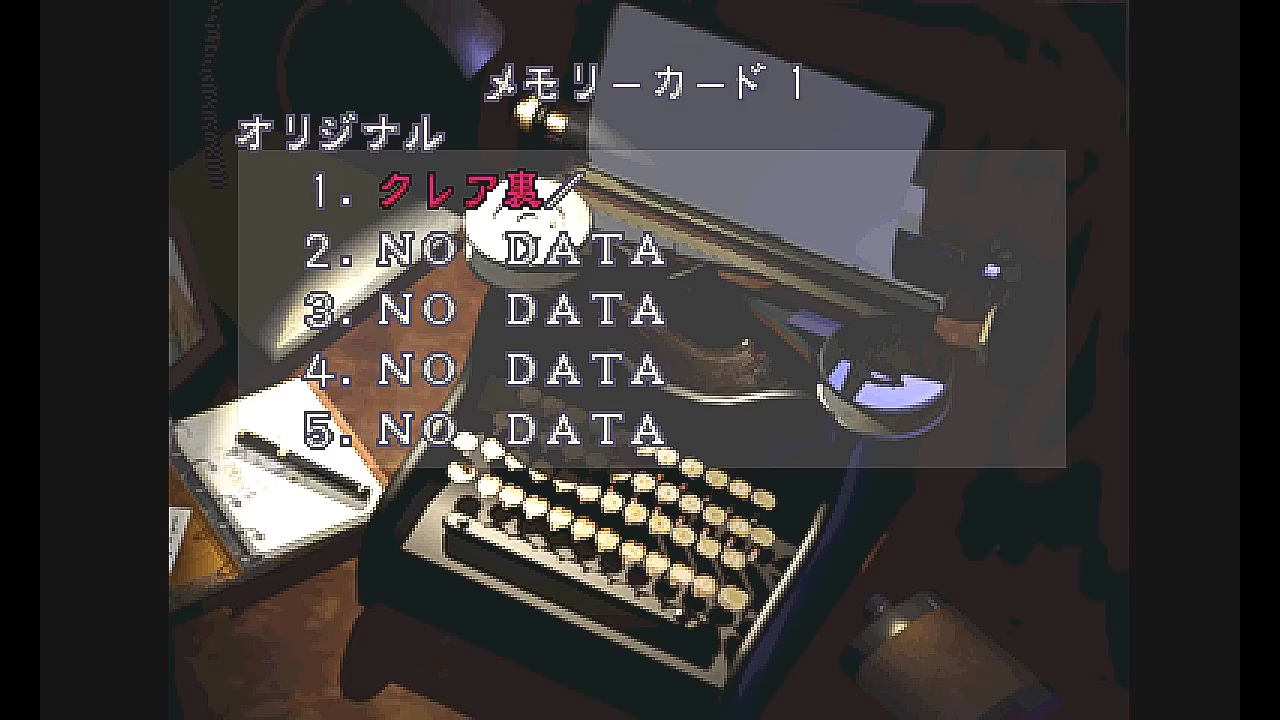 メモリーカード 1
オリジナル
1. クレア裏/
2. NO DATA
3. NO DATA
4. NO DATA
5. NO DATA